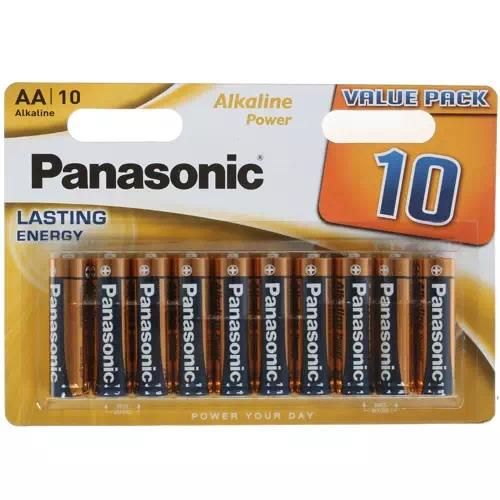 AA|10
Alkaline
Alkaline
Power
VALUE PACK
Panasonic®
10
LASTING
ENERGY
Panasonic
Panasonic
Panasonic
Panasonic
Panasonic
Panasonic
Panasonic
Panasonic
Panasonic
Panasonic
POWER YOUR DAY